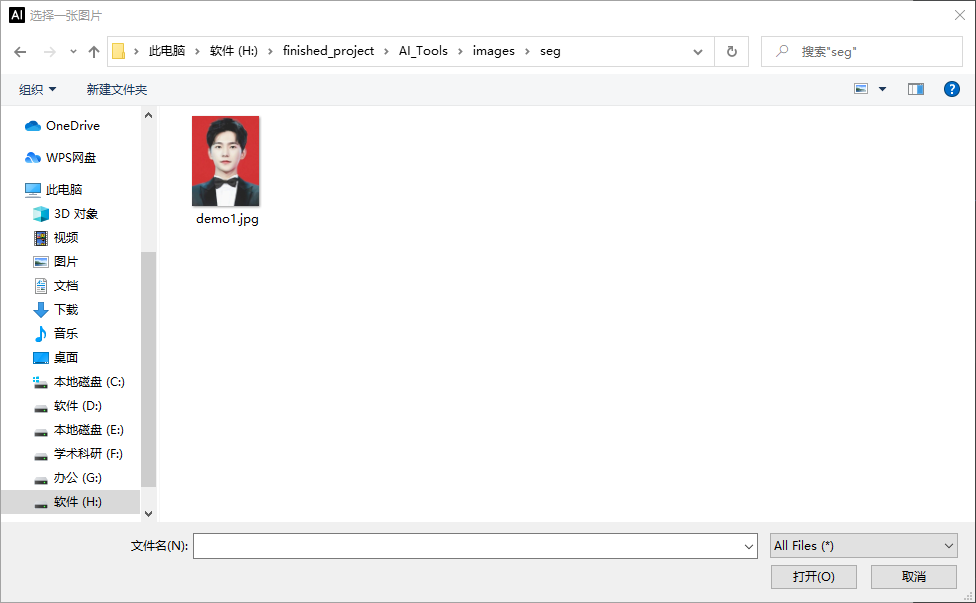 AI 选择一张图片
此电脑 › 软件 (H:) › finished_project › AI_Tools › images › seg
搜索"seg"
组织 新建文件夹
?
OneDrive
WPS网盘
此电脑
3D 对象
视频
图片
文档
下载
音乐
桌面
本地磁盘 (C:)
软件 (D:)
本地磁盘 (E:)
学术科研 (F:)
办公 (G:)
软件 (H:)
demo1.jpg
文件名(N):
All Files (*)
打开(O) 取消